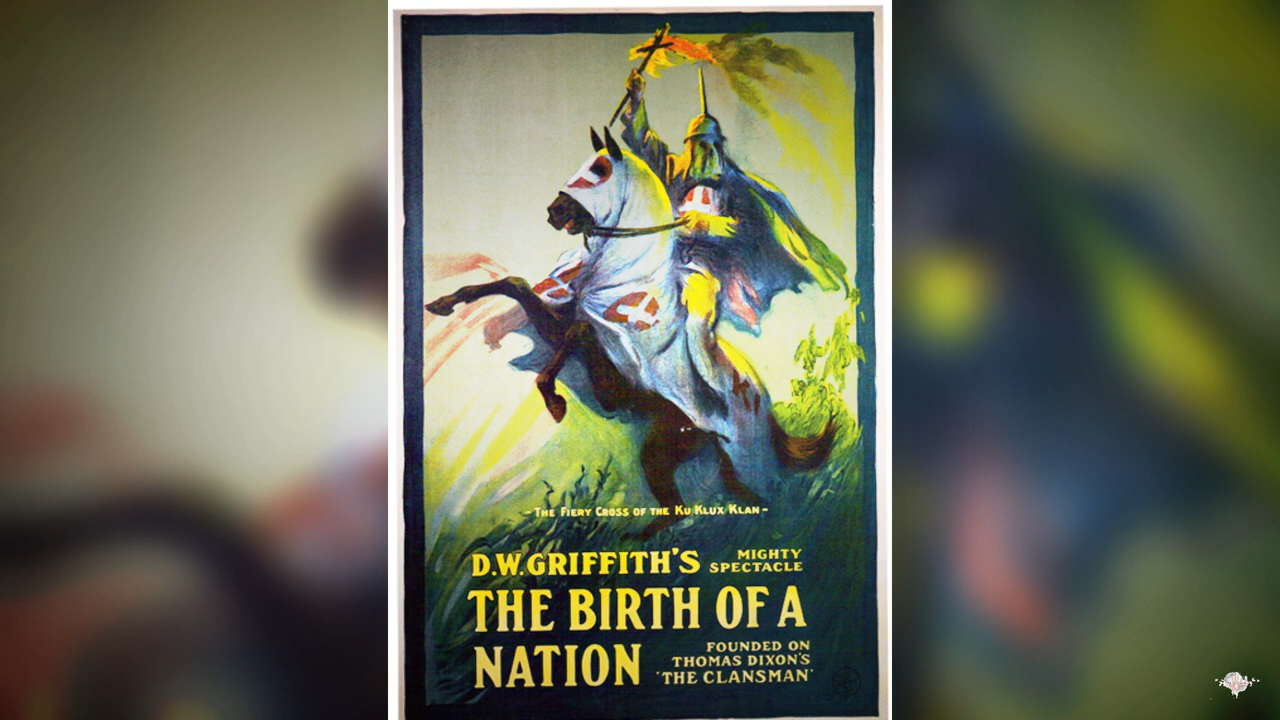 - The Fiery Cross of the Ku Klux Klan -
D.W. GRIFFITH'S
MIGHTY
SPECTACLE
THE BIRTH OF A
NATION
FOUNDED ON
THOMAS DIXON'S
'THE CLANSMAN'